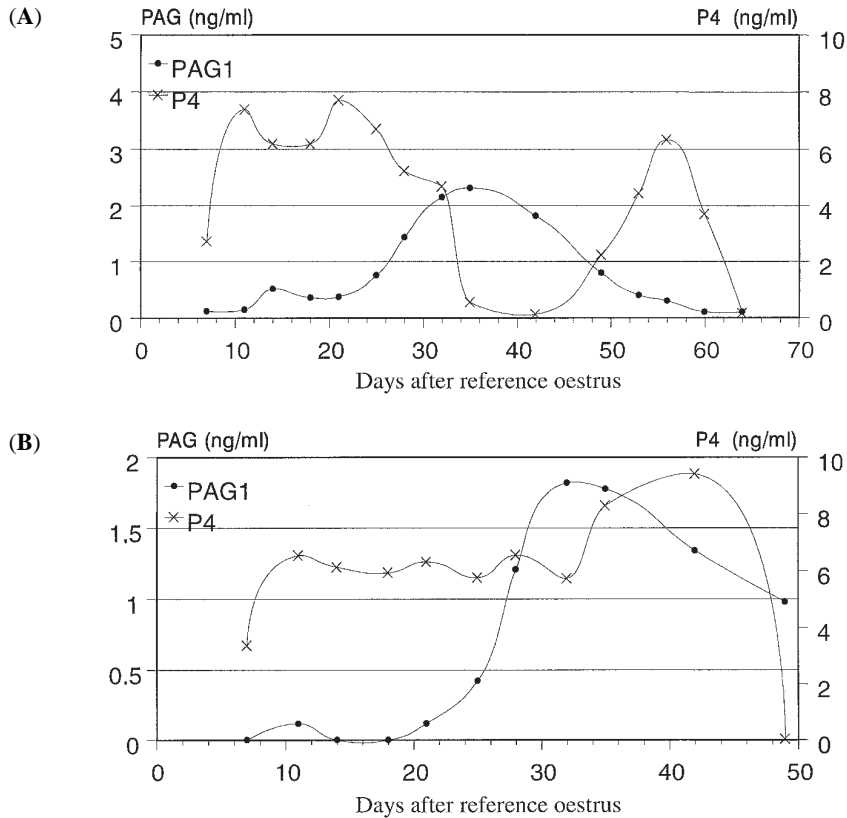 (A)
PAG (ng/ml) P4 (ng/ml)
5 10
PAG1
4 8
P4
3 6
2 4
1 2
0 0
0 10 20 30 40 50 60 70
Days after reference oestrus
(B)
PAG (ng/ml) P4 (ng/ml)
2 10
PAG1
8
P4
1.5
6
1
4
0.5
2
0 0
0 10 20 30 40 50
Days after reference oestrus